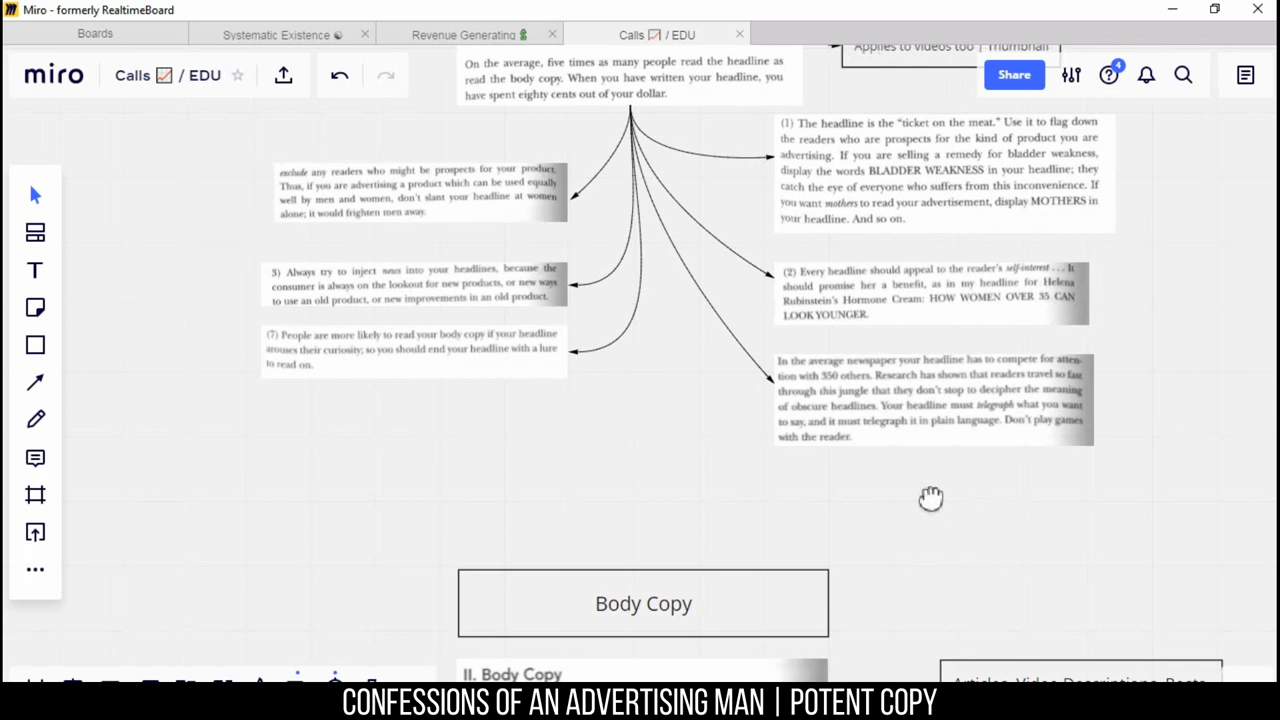 Miro - formerly RealtimeBoard
Boards
Systematic Existence
Revenue Generating
Calls / EDU
miro
Calls / EDU
Share
4
Applies to videos too | Thumbnail
On the average, five times as many people read the headline as
read the body copy. When you have written your headline, you
have spent eighty cents out of your dollar.
(1) The headline is the “ticket on the meat.” Use it to flag down
the readers who are prospects for the kind of product you are
advertising. If you are selling a remedy for bladder weakness,
display the words BLADDER WEAKNESS in your headline; they
catch the eye of everyone who suffers from this inconvenience. If
you want mothers to read your advertisement, display MOTHERS in
your headline. And so on.
exclude any readers who might be prospects for your product.
Thus, if you are advertising a product which can be used equally
well by men and women, don't slant your headline at women
alone; it would frighten men away.
3) Always try to inject news into your headlines, because the
consumer is always on the lookout for new products, or new ways
to use an old product, or new improvements in an old product.
(2) Every headline should appeal to the reader's self-interest . . . It
should promise her a benefit, as in my headline for Helena
Rubinstein's Hormone Cream: HOW WOMEN OVER 35 CAN
LOOK YOUNGER.
(7) People are more likely to read your body copy if your headline
arouses their curiosity; so you should end your headline with a lure
to read on.
In the average newspaper your headline has to compete for atten-
tion with 350 others. Research has shown that readers travel so fast
through this jungle that they don't stop to decipher the meaning
of obscure headlines. Your headline must telegraph what you want
to say, and it must telegraph it in plain language. Don't play games
with the reader.
Body Copy
II. Body Copy
Articles, Video Descriptions, Posts
CONFESSIONS OF AN ADVERTISING MAN | POTENT COPY